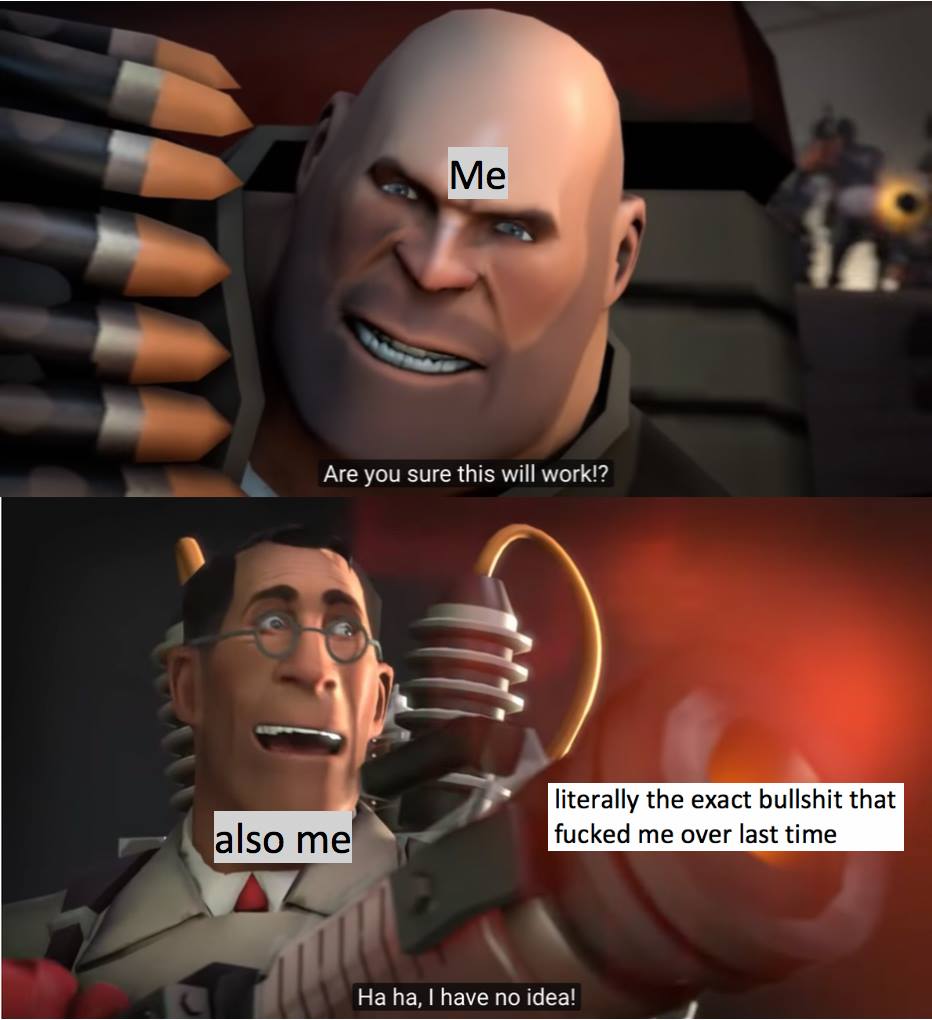 Me
Are you sure this will work!?
also me
literally the exact bullshit that
fucked me over last time
Ha ha, I have no idea!